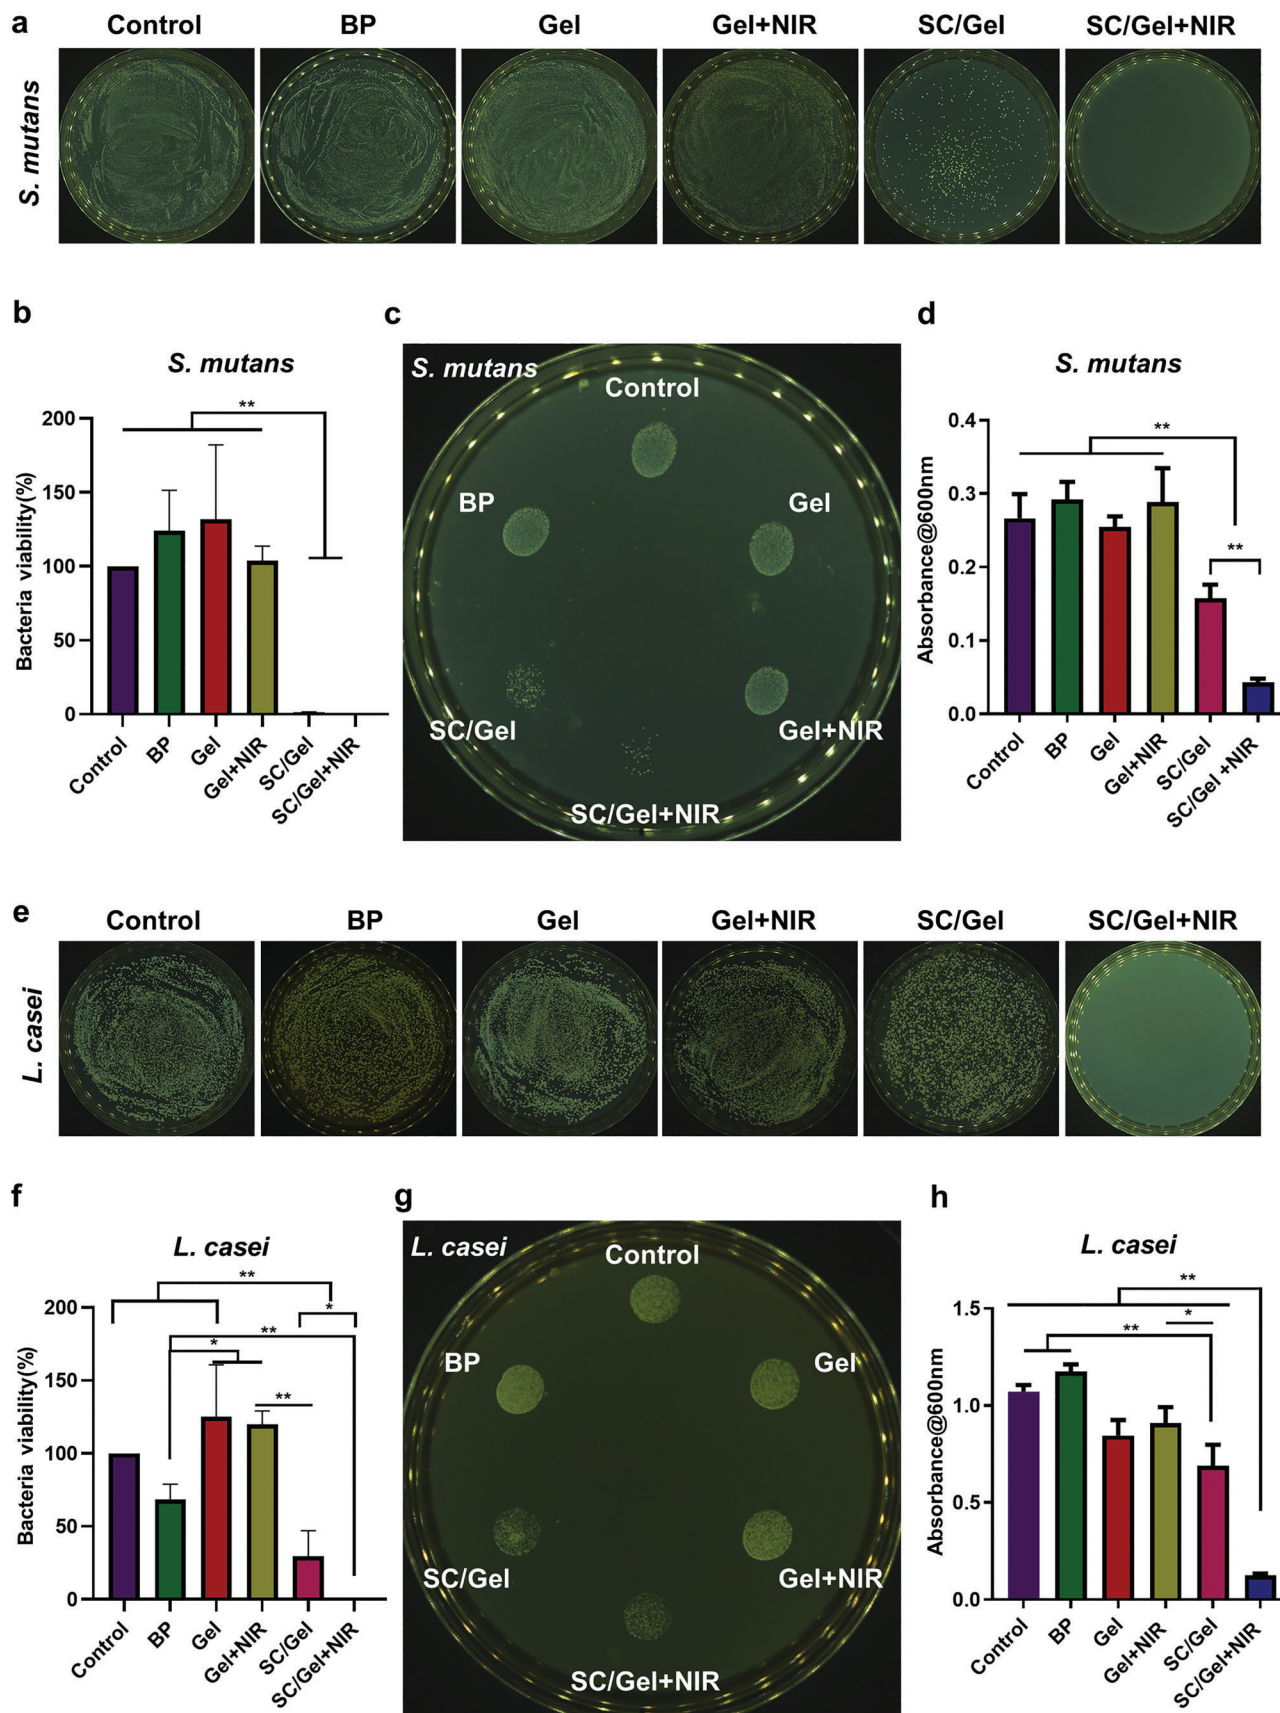 a
Control BP Gel Gel+NIR SC/Gel SC/Gel+NIR
S. mutans
b
S. mutans
**
Bacteria viability(%)
200
150
100
50
0
Control BP Gel Gel+NIR SC/Gel SC/Gel+NIR
c
S. mutans
Control
BP
Gel
SC/Gel
Gel+NIR
SC/Gel+NIR
d
S. mutans
**
**
Absorbance@600nm
0.4
0.3
0.2
0.1
0.0
Control BP Gel Gel+NIR SC/Gel SC/Gel +NIR
e
Control BP Gel Gel+NIR SC/Gel SC/Gel+NIR
L. casei
f
L. casei
**
*
**
*
**
Bacteria viability(%)
200
150
100
50
0
Control BP Gel Gel+NIR SC/Gel SC/Gel+NIR
g
L. casei
Control
BP
Gel
SC/Gel
Gel+NIR
SC/Gel+NIR
h
L. casei
**
*
**
Absorbance@600nm
1.5
1.0
0.5
0.0
Control BP Gel Gel+NIR SC/Gel SC/Gel+NIR